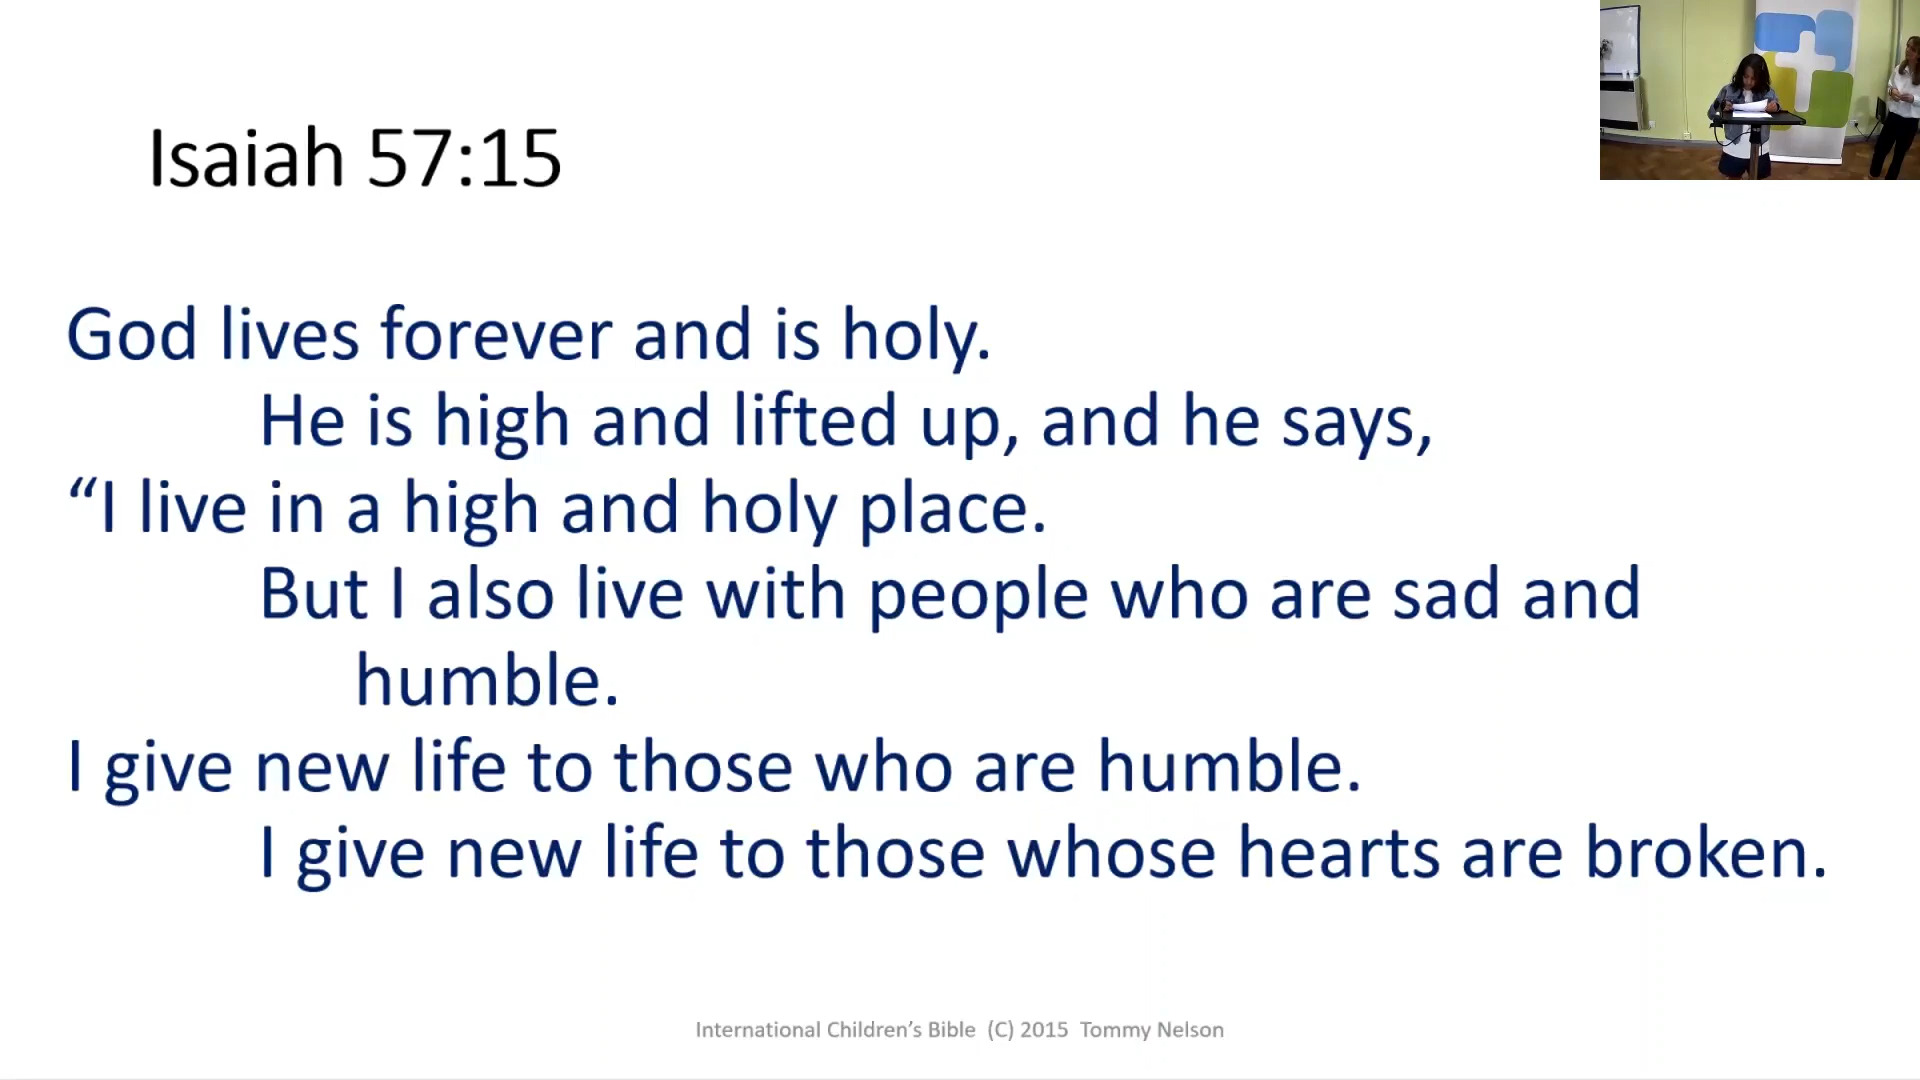 Isaiah 57:15
God lives forever and is holy.
He is high and lifted up, and he says,
“I live in a high and holy place.
But I also live with people who are sad and
humble.
I give new life to those who are humble.
I give new life to those whose hearts are broken.
International Children’s Bible  (C) 2015  Tommy Nelson